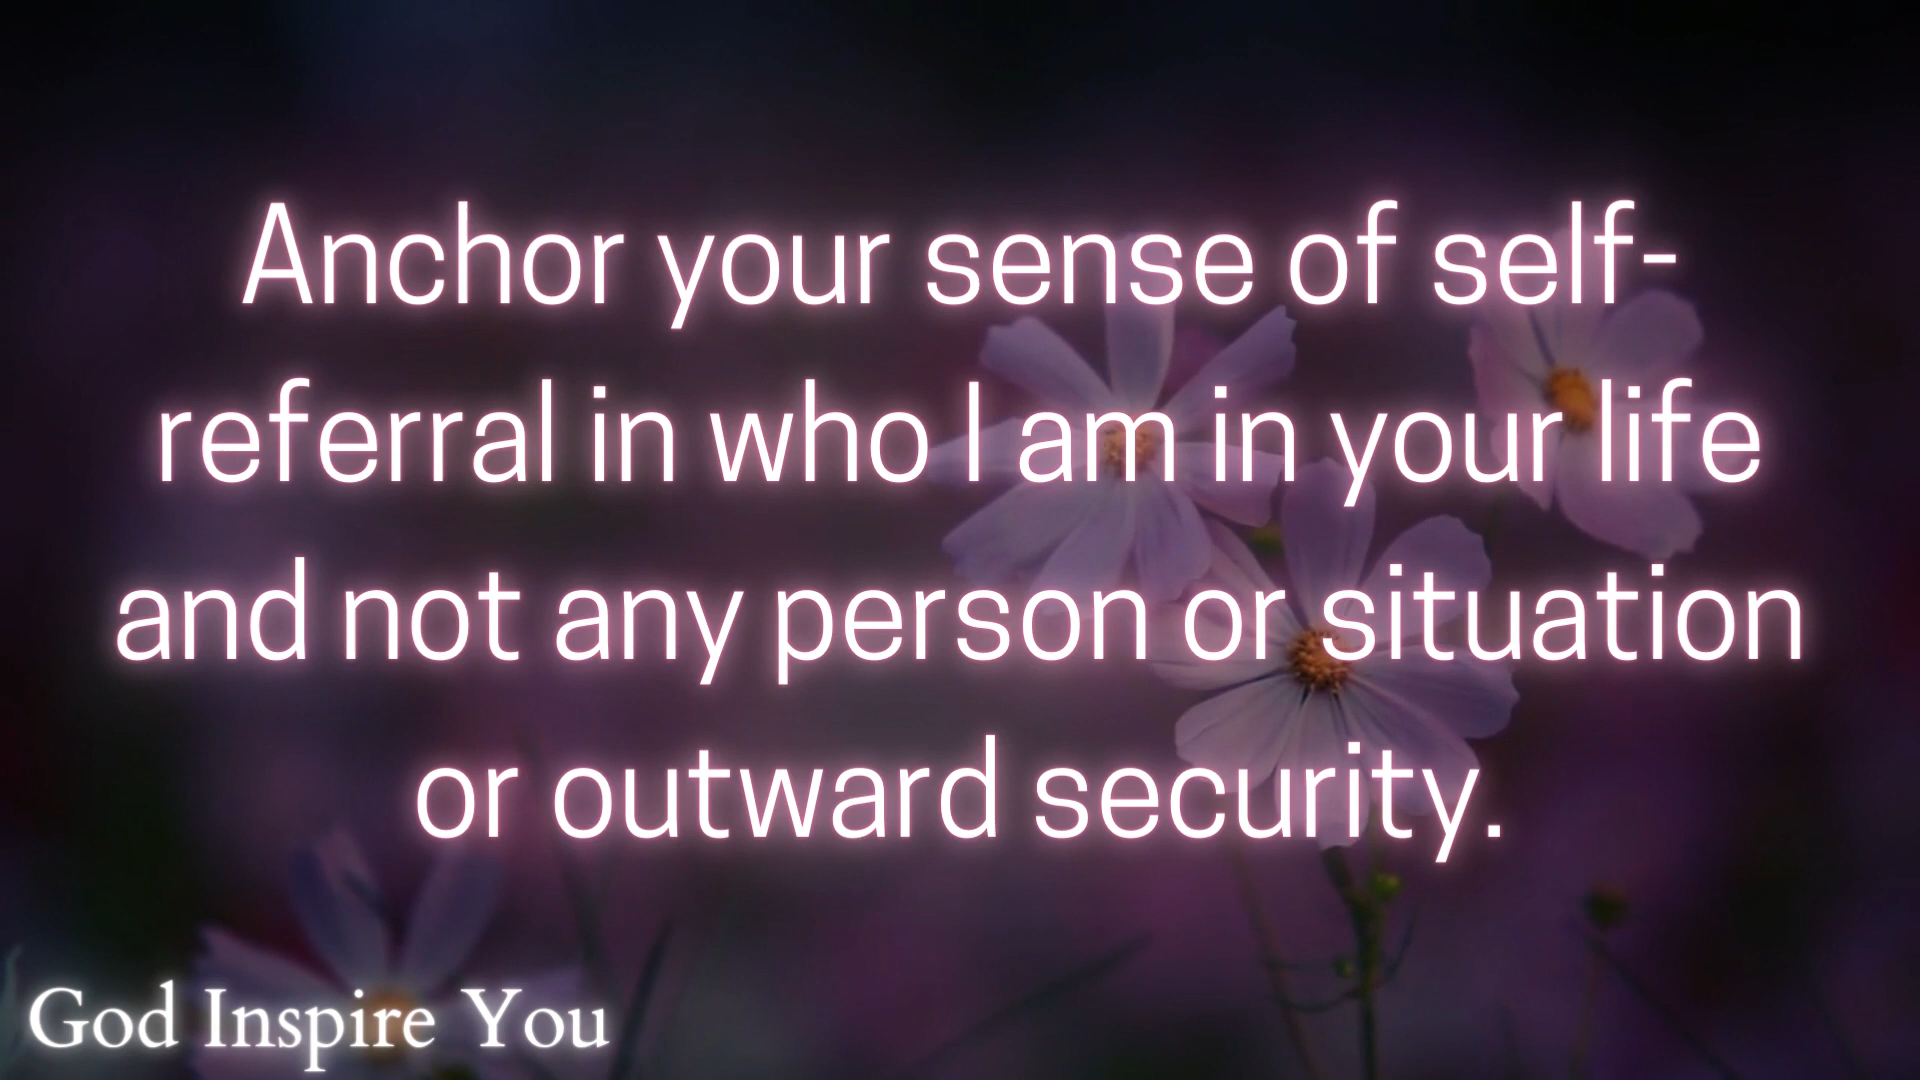 Anchor your sense of self-
referral in who I am in your life
and not any person or situation
or outward security.
God Inspire You